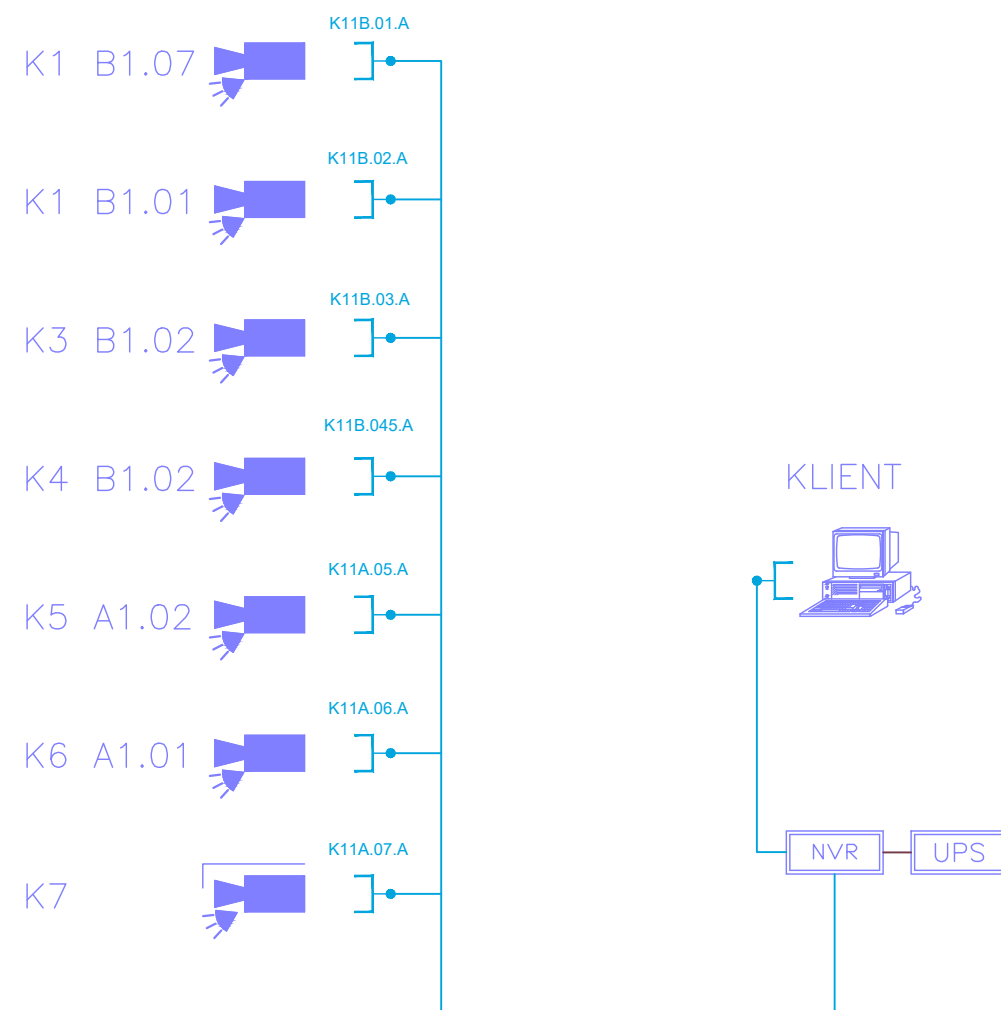 K11B.01.A
K1 B1.07
K11B.02.A
K1 B1.01
K11B.03.A
K3 B1.02
K11B.045.A
K4 B1.02
KLIENT
K11A.05.A
K5 A1.02
K11A.06.A
K6 A1.01
K11A.07.A
NVR
UPS
K7